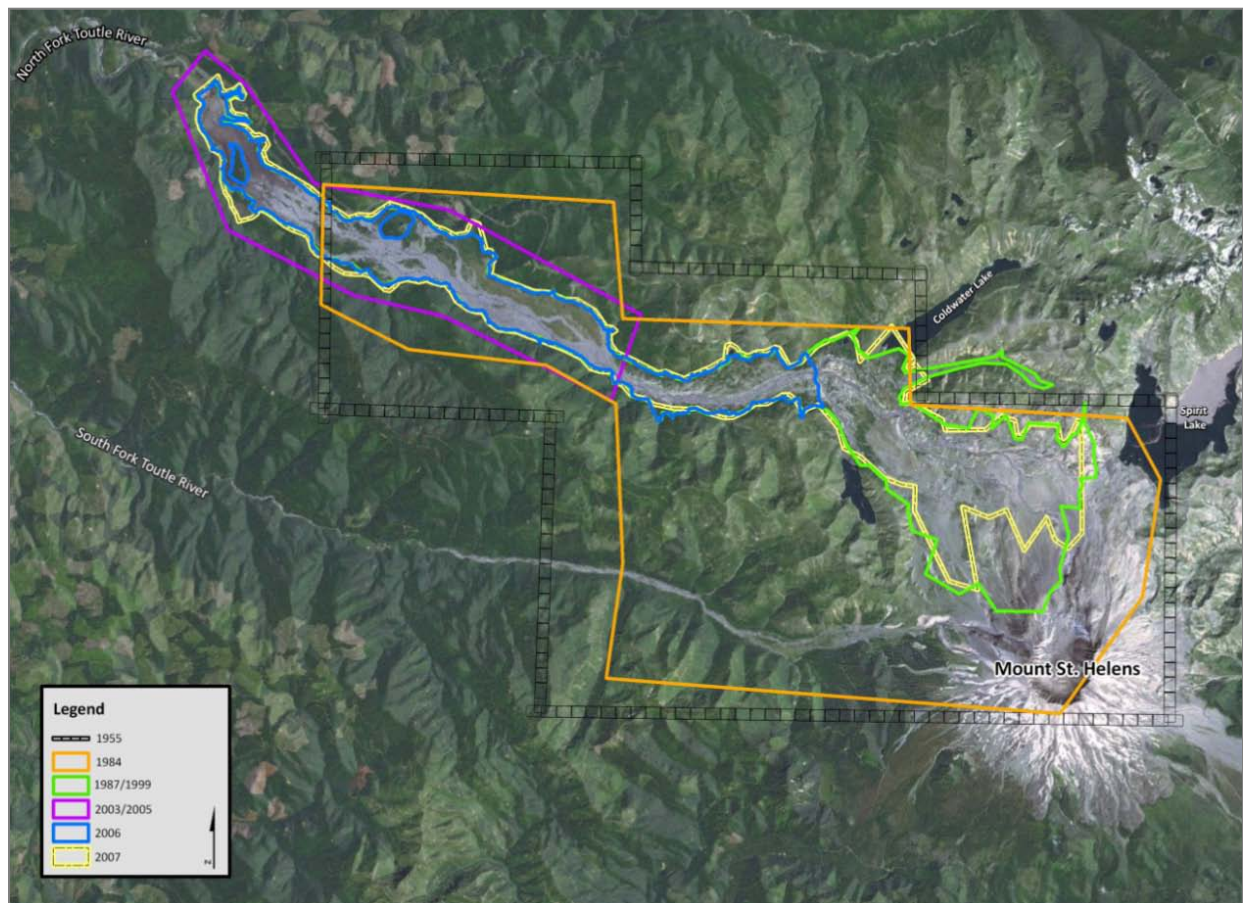 North Fork Toutle River
Coldwater Lake
Spirit
Lake
South Fork Toutle River
Mount St. Helens
Legend
1955
1984
1987/1999
2003/2005
2006
2007
N